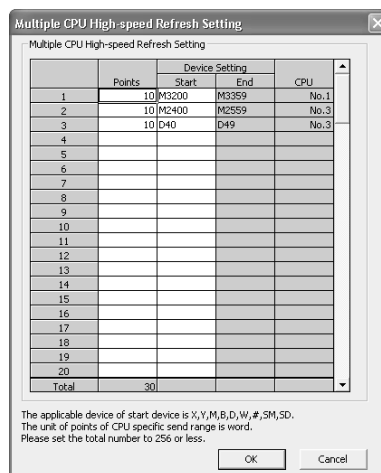 Multiple CPU High-speed Refresh Setting
Multiple CPU High-speed Refresh Setting
Device Setting
Points Start End CPU
1 10 M3200 M3359 No.1
2 10 M2400 M2559 No.3
3 10 D40 D49 No.3
4
5
6
7
8
9
10
11
12
13
14
15
16
17
18
19
20
Total 30
The applicable device of start device is X,Y,M,B,D,W,#,SM,SD.
The unit of points of CPU specific send range is word.
Please set the total number to 256 or less.
OK Cancel